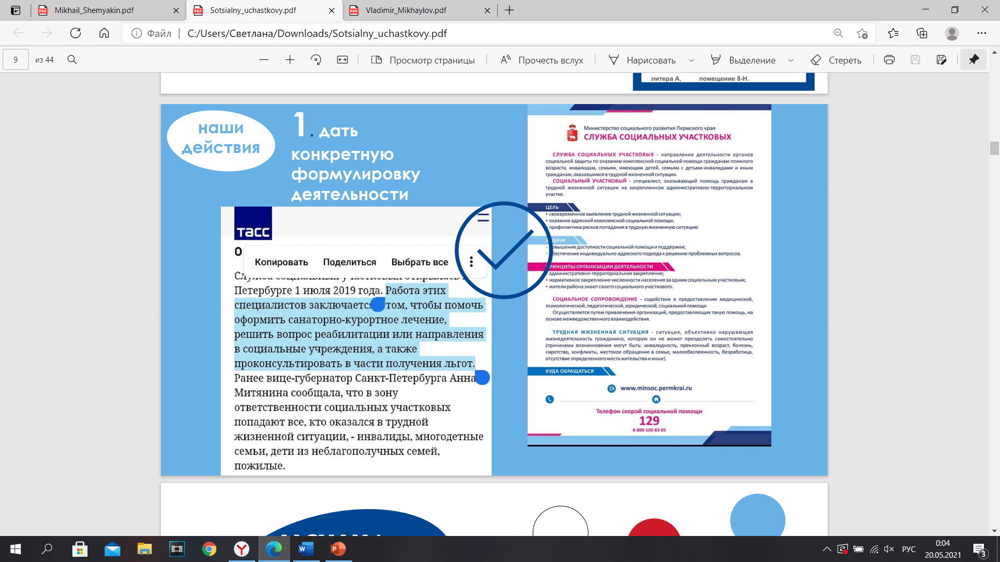 Mikhail_Shemyakin.pdf
Sotsialny_uchastkovy.pdf
Vladimir_Mikhaylov.pdf
Файл
C:/Users/Светлана/Downloads/Sotsialny_uchastkovy.pdf
9
из 44
Просмотр страницы
Прочесть вслух
Нарисовать
Выделение
Стереть
литера А, помещение 8-Н.
наши
действия
1. дать
конкретную
формулировку
деятельности
ТАСС
О
Копировать
Поделиться
Выбрать все
Служба социальных участковых открылась
Петербурге 1 июля 2019 года. Работа этих
специалистов заключается том, чтобы помочь
оформить санаторно-курортное лечение,
решить вопрос реабилитации или направления
в социальные учреждения, а также
проконсультировать в части получения льгот.
Ранее вице-губернатор Санкт-Петербурга Анна
Митянина сообщала, что в зону
ответственности социальных участковых
попадают все, кто оказался в трудной
жизненной ситуации, - инвалиды, многодетные
семьи, дети из неблагополучных семей,
пожилые.
Министерство социального развития Пермского края
СЛУЖБА СОЦИАЛЬНЫХ УЧАСТКОВЫХ
СЛУЖБА СОЦИАЛЬНЫХ УЧАСТКОВЫХ - направление деятельности органов
социальной защиты по оказанию комплексной социальной помощи гражданам пожилого
возраста, инвалидам, семьям, имеющим детей, семьям с детьми-инвалидами и иным
гражданам, оказавшимся в трудной жизненной ситуации.
СОЦИАЛЬНЫЙ УЧАСТКОВЫЙ - специалист, оказывающий помощь гражданам в
трудной жизненной ситуации на закрепленном административно-территориальном
участке.
ЦЕЛЬ
• своевременное выявление трудной жизненной ситуации;
• оказание адресной комплексной социальной помощи;
• профилактика рисков попадания в трудную жизненную ситуацию
ЗАДАЧИ
повышение доступности социальной помощи и поддержки;
обеспечение индивидуально-адресного подхода к решению проблемных вопросов.
ПРИНЦИПЫ ОРГАНИЗАЦИИ ДЕЯТЕЛЬНОСТИ
• административно-территориальное закрепление;
• нормативное закрепление численности населения за одним социальным участковым;
• жители района знают своего социального участкового.
СОЦИАЛЬНОЕ СОПРОВОЖДЕНИЕ - содействие в предоставлении медицинской,
психологической, педагогической, юридической, социальной помощи.
Осуществляется путем привлечения организаций, предоставляющих такую помощь, на
основе межведомственного взаимодействия.
ТРУДНАЯ ЖИЗНЕННАЯ СИТУАЦИЯ - ситуация, объективно нарушающая
жизнедеятельность гражданина, которую он не может преодолеть самостоятельно
(причинами возникновения могут быть: инвалидность, преклонный возраст, болезнь,
сиротство, конфликты, жестокое обращение в семье, малообеспеенность, безработица,
отсутствие определенного места жительства и иные).
КУДА ОБРАЩАТЬСЯ
www.minsoc.permkrai.ru
Телефон скорой социальной помощи
129
8-800-100-83-05
РУС
0:04
20.05.2021
3